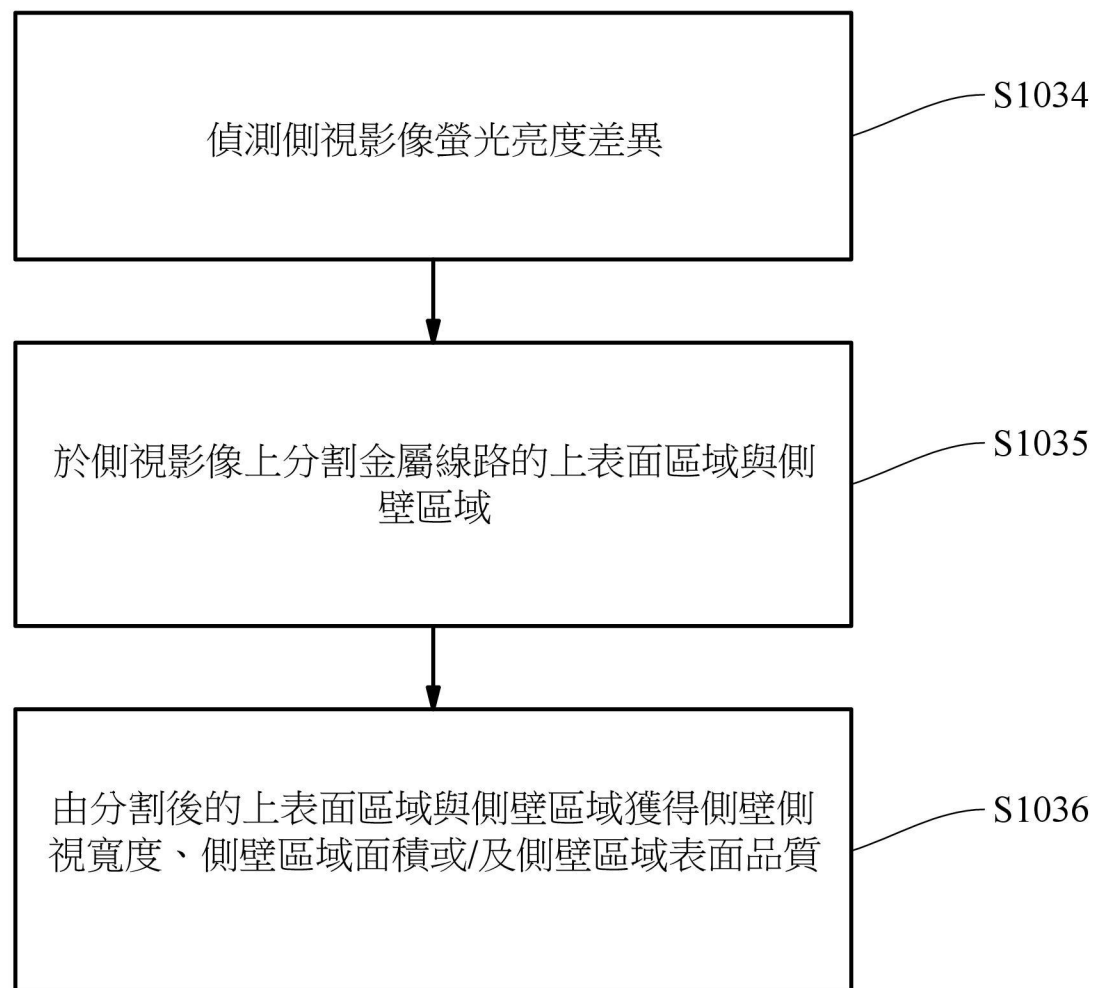 偵測側視影像螢光亮度差異
S1034
於側視影像上分割金屬線路的上表面區域與側
壁區域
S1035
由分割後的上表面區域與側壁區域獲得側壁側
視寬度、側壁區域面積或/及側壁區域表面品質
S1036